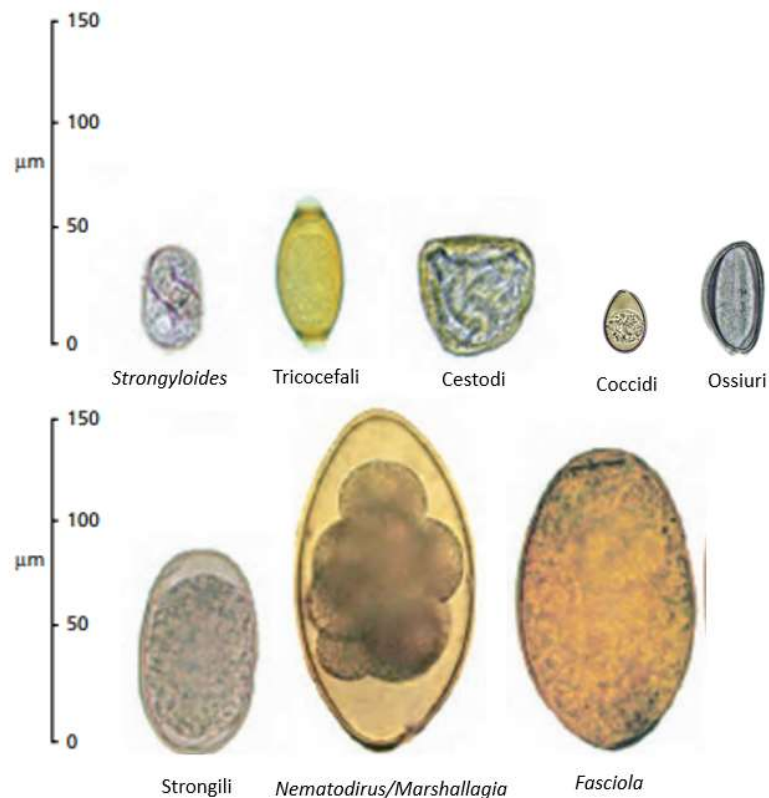 150
100
μm
50
0
Strongyloides
Tricocefali
Cestodi
Coccidi
Ossiuri
150
100
μm
50
0
Strongili
Nematodirus/Marshallagia
Fasciola